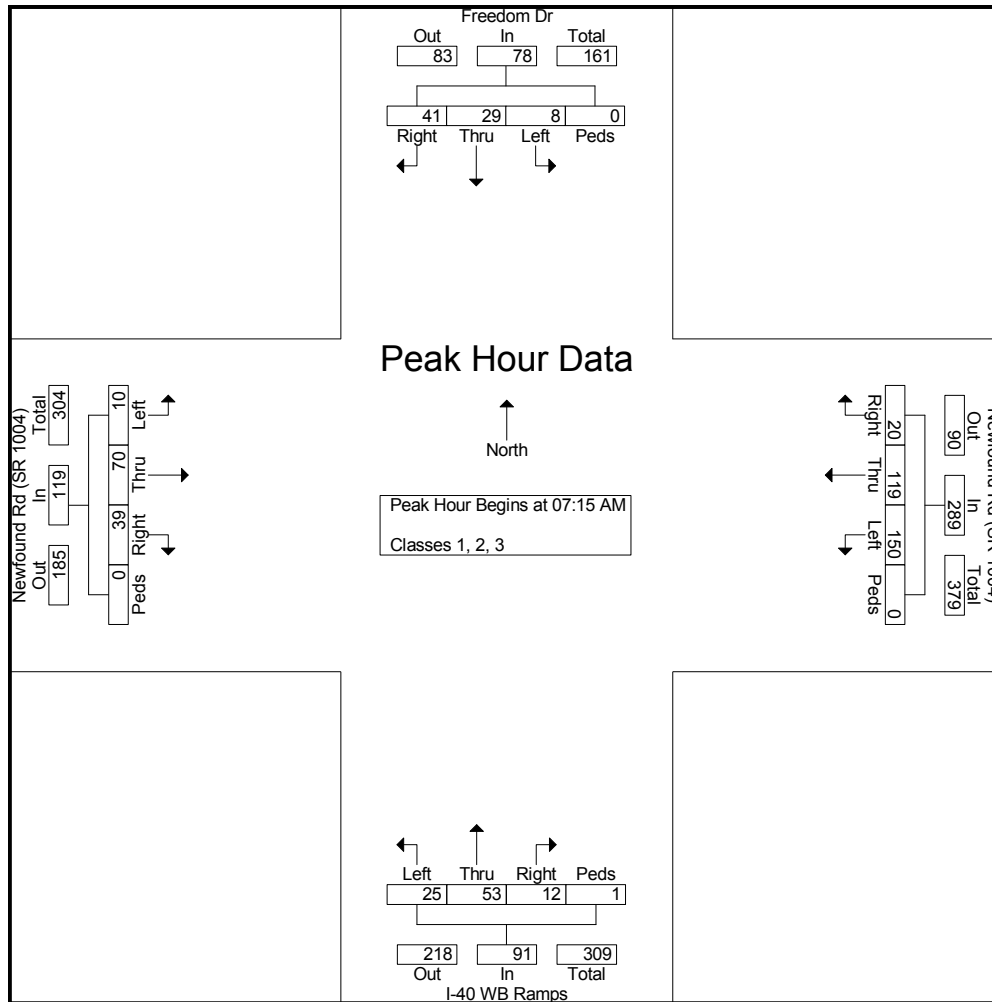 Freedom Dr
Out In Total
83 78 161
41 29 8 0
Right Thru Left Peds
Peak Hour Data
North
Peak Hour Begins at 07:15 AM
Classes 1, 2, 3
Newfound Rd (SR 1004)
Out In Total
185 119 304
39 70 10
0
Left
Thru
Right
Peds
Right
Thru
Left
Peds
20 119 150 0
Out In Total
90 289 379
Newfound Rd (SR 1004)
Left Thru Right Peds
25 53 12 1
218 91 309
Out In Total
I-40 WB Ramps